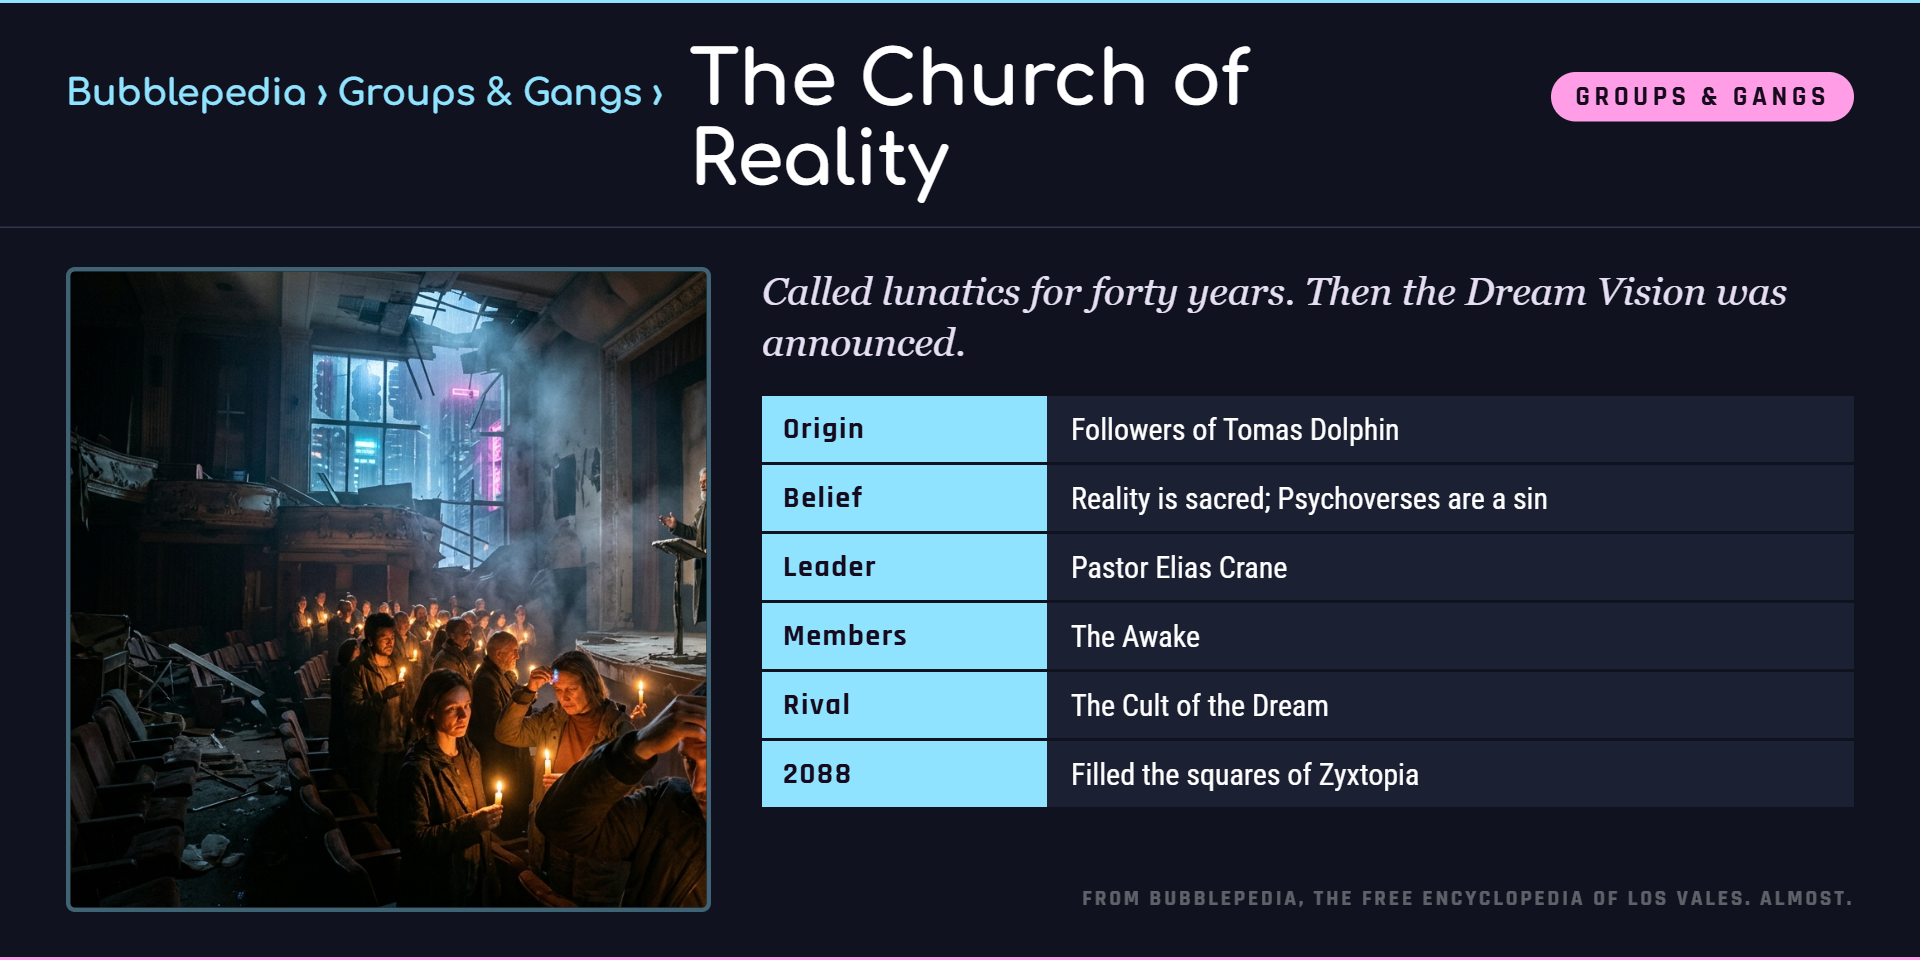 Bubblepedia › Groups & Gangs ›
The Church of
Reality
GROUPS & GANGS
Called lunatics for forty years. Then the Dream Vision was
announced.
Origin Followers of Tomas Dolphin
Belief Reality is sacred; Psychoverses are a sin
Leader Pastor Elias Crane
Members The Awake
Rival The Cult of the Dream
2088 Filled the squares of Zyxtopia
FROM BUBBLEPEDIA, THE FREE ENCYCLOPEDIA OF LOS VALES. ALMOST.